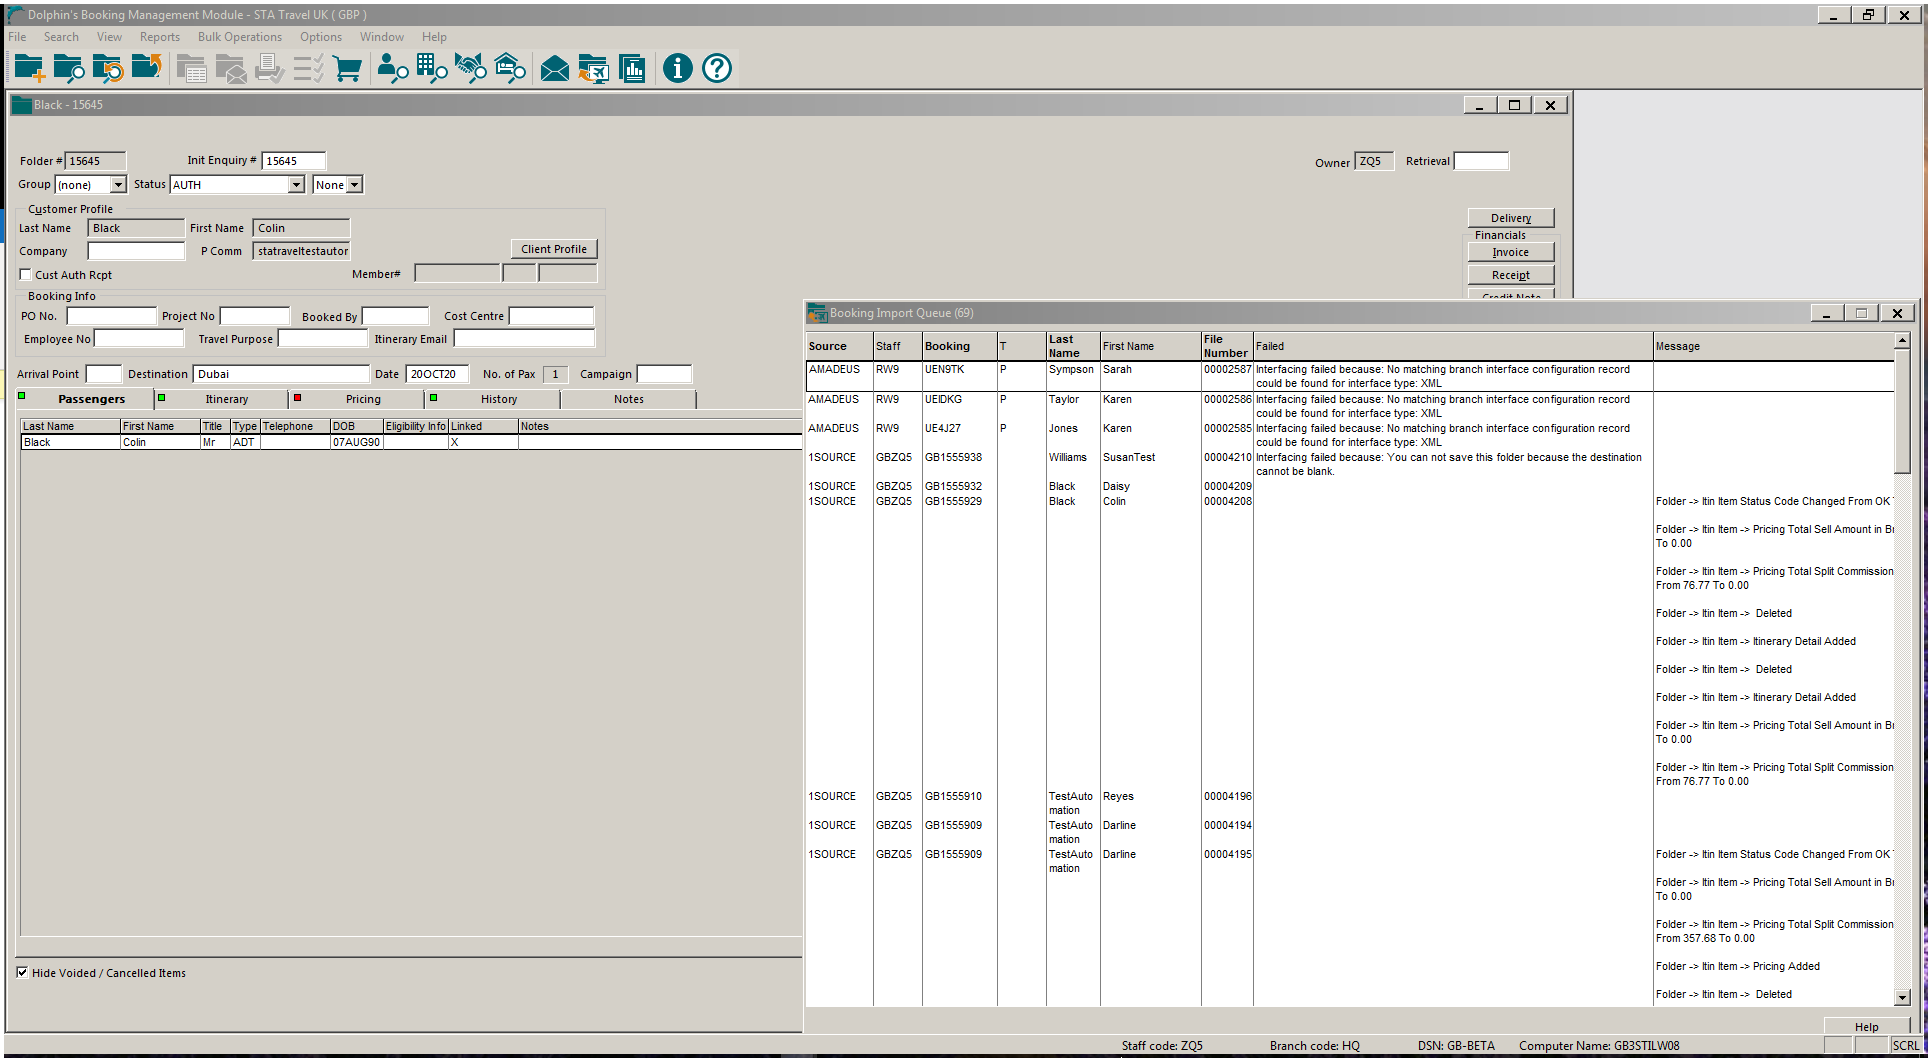 Dolphin's Booking Management Module - STA Travel UK ( GBP )
File Search View Reports Bulk Operations Options Window Help
Black - 15645
Folder # 15645 Init Enquiry # 15645 Owner ZQ5 Retrieval
Group (none) Status AUTH None
Customer Profile
Last Name Black First Name Colin
Company P Comm statraveltestautor Client Profile
Cust Auth Rcpt Member#
Delivery
Financials
Invoice
Receipt
Credit Note
Booking Info
PO No. Project No Booked By Cost Centre
Employee No Travel Purpose Itinerary Email
Arrival Point Destination Dubai Date 20OCT20 No. of Pax 1 Campaign
Passengers Itinerary Pricing History Notes
Last Name First Name Title Type Telephone DOB Eligibility Info Linked Notes
Black Colin Mr ADT 07AUG90 X
Hide Voided / Cancelled Items
Booking Import Queue (69)
Source Staff Booking T Last Name First Name File Number Failed Message
AMADEUS RW9 UEN9TK P Sympson Sarah 00002587 Interfacing failed because: No matching branch interface configuration record
could be found for interface type: XML
AMADEUS RW9 UEIDKG P Taylor Karen 00002586 Interfacing failed because: No matching branch interface configuration record
could be found for interface type: XML
AMADEUS RW9 UE4J27 P Jones Karen 00002585 Interfacing failed because: No matching branch interface configuration record
could be found for interface type: XML
1SOURCE GBZQ5 GB1555938 Williams SusanTest 00004210 Interfacing failed because: You can not save this folder because the destination
cannot be blank.
1SOURCE GBZQ5 GB1555932 Black Daisy 00004209
1SOURCE GBZQ5 GB1555929 Black Colin 00004208 Folder -> Itin Item Status Code Changed From OK
Folder -> Itin Item -> Pricing Total Sell Amount in
To 0.00
Folder -> Itin Item -> Pricing Total Split Commission
From 76.77 To 0.00
Folder -> Itin Item -> Deleted
Folder -> Itin Item -> Itinerary Detail Added
Folder -> Itin Item -> Deleted
Folder -> Itin Item -> Itinerary Detail Added
Folder -> Itin Item -> Pricing Total Sell Amount in
To 0.00
Folder -> Itin Item -> Pricing Total Split Commission
From 76.77 To 0.00
1SOURCE GBZQ5 GB1555910 TestAuto Reyes 00004196
mation
1SOURCE GBZQ5 GB1555909 TestAuto Darline 00004194
mation
1SOURCE GBZQ5 GB1555909 TestAuto Darline 00004195 Folder -> Itin Item Status Code Changed From OK
mation
Folder -> Itin Item -> Pricing Total Sell Amount in
To 0.00
Folder -> Itin Item -> Pricing Total Split Commission
From 357.68 To 0.00
Folder -> Itin Item -> Pricing Added
Folder -> Itin Item -> Deleted
Help
Staff code: ZQ5 Branch code: HQ DSN: GB-BETA Computer Name: GB3STILW08 SCRL